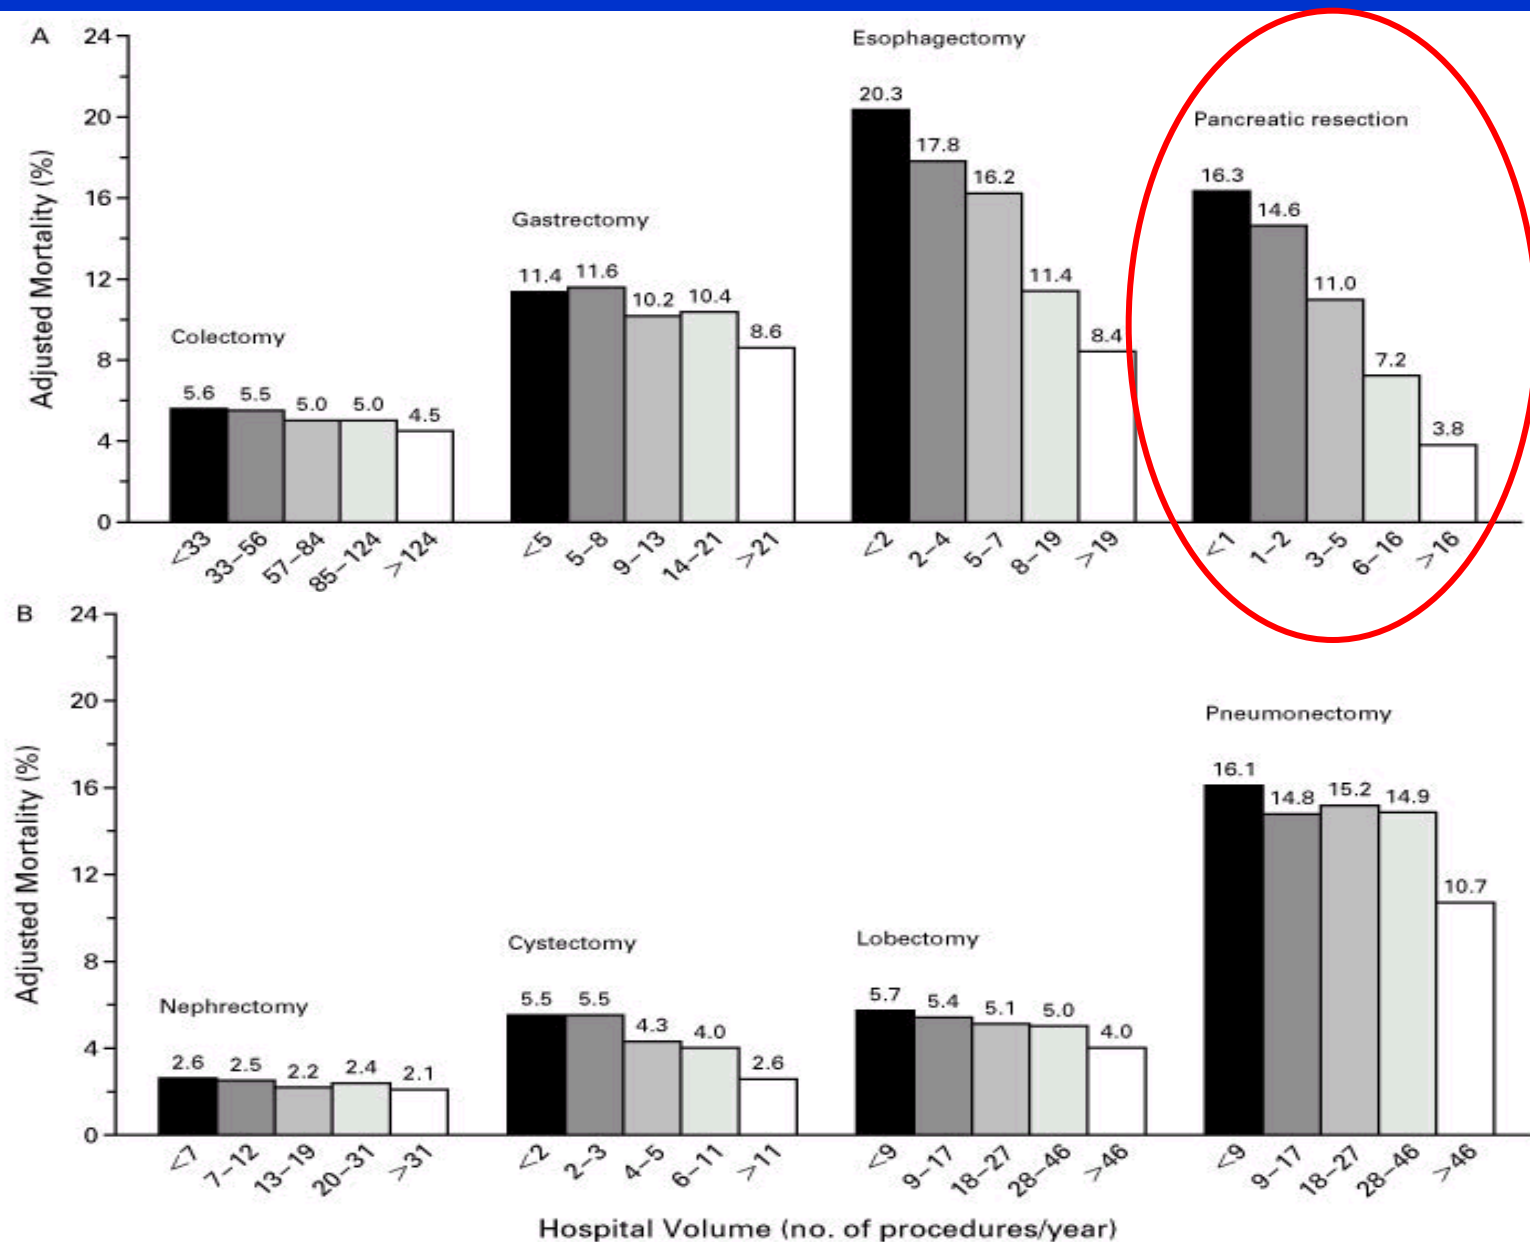 A
24
20
16
12
8
4
0
Adjusted Mortality (%)
Colectomy
5.6 5.5 5.0 5.0 4.5
<33 33–56 57–84 85–124 >124
Gastrectomy
11.4 11.6 10.2 10.4 8.6
<5 5–8 9–13 14–21 >21
Esophagectomy
20.3 17.8 16.2 11.4 8.4
<2 2–4 5–7 8–19 >19
Pancreatic resection
16.3 14.6 11.0 7.2 3.8
<1 1–2 3–5 6–16 >16
B
24
20
16
12
8
4
0
Adjusted Mortality (%)
Nephrectomy
2.6 2.5 2.2 2.4 2.1
<7 7–12 13–19 20–31 >31
Cystectomy
5.5 5.5 4.3 4.0 2.6
<2 2–3 4–5 6–11 >11
Lobectomy
5.7 5.4 5.1 5.0 4.0
<9 9–17 18–27 28–46 >46
Pneumonectomy
16.1 14.8 15.2 14.9 10.7
<9 9–17 18–27 28–46 >46
Hospital Volume (no. of procedures/year)